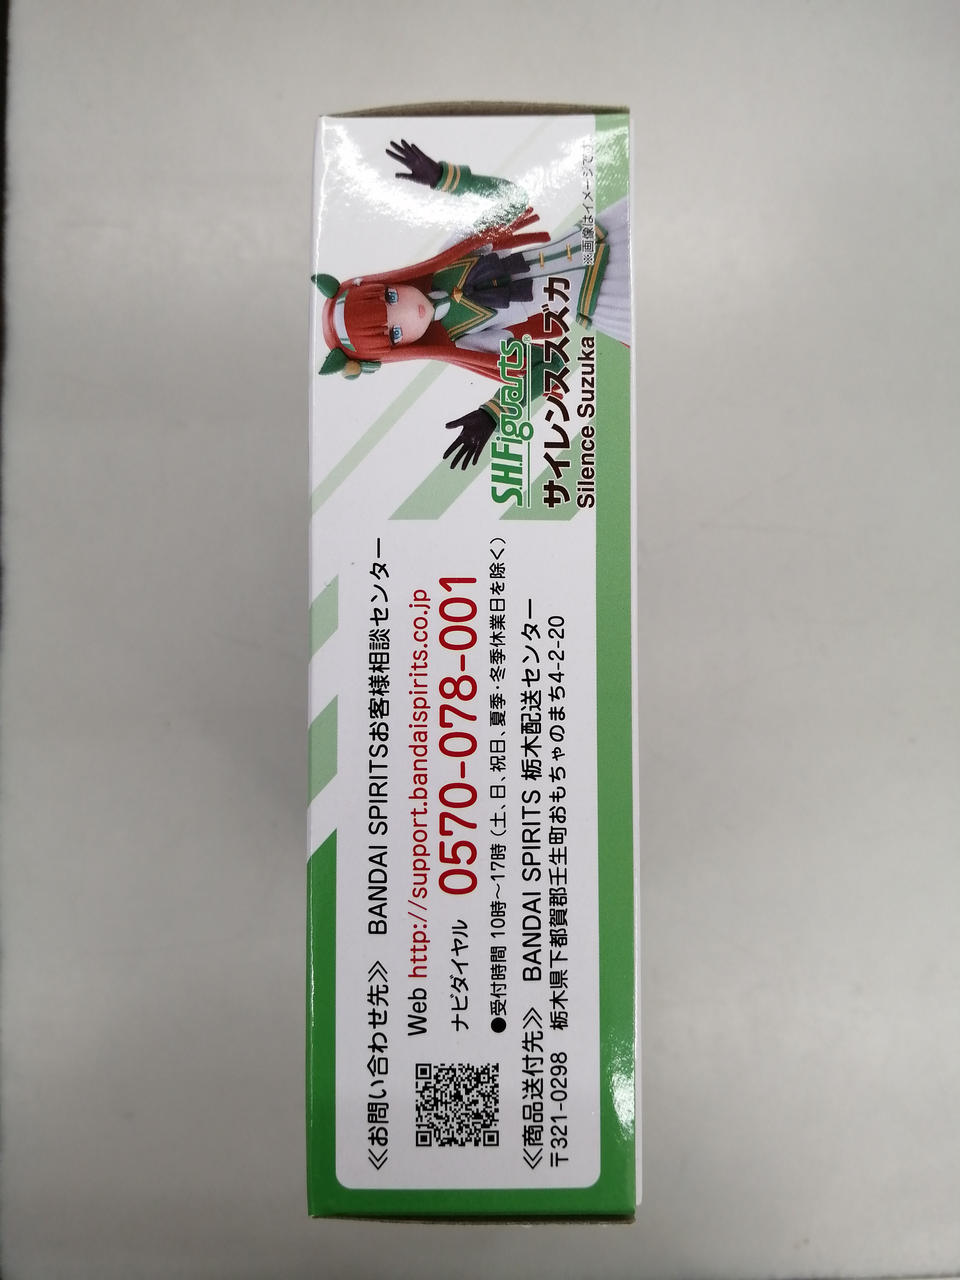 ≪お問い合わせ先≫ BANDAI SPIRITSお客様相談センター
Web http://support.bandaispirits.co.jp
ナビダイヤル 0570-078-001
●受付時間 10時〜17時(土、日、祝日、夏季・冬季休業日を除く)
≪商品送付先≫ BANDAI SPIRITS 栃木配送センター
〒321-0298 栃木県下都賀郡壬生町おもちゃのまち4-2-20
S.H.Figuarts®
サイレンススズカ
Silence Suzuka
※画像はイメージです。